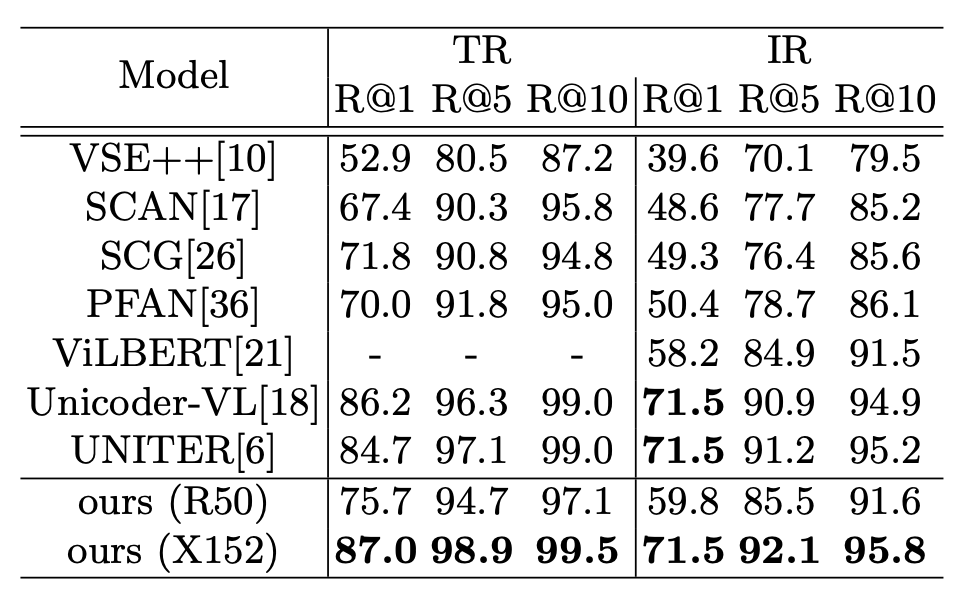 Model TR IR
R@1 R@5 R@10 R@1 R@5 R@10
VSE++[10] 52.9 80.5 87.2 39.6 70.1 79.5
SCAN[17] 67.4 90.3 95.8 48.6 77.7 85.2
SCG[26] 71.8 90.8 94.8 49.3 76.4 85.6
PFAN[36] 70.0 91.8 95.0 50.4 78.7 86.1
ViLBERT[21] - - - 58.2 84.9 91.5
Unicoder-VL[18] 86.2 96.3 99.0 71.5 90.9 94.9
UNITER[6] 84.7 97.1 99.0 71.5 91.2 95.2
ours (R50) 75.7 94.7 97.1 59.8 85.5 91.6
ours (X152) 87.0 98.9 99.5 71.5 92.1 95.8